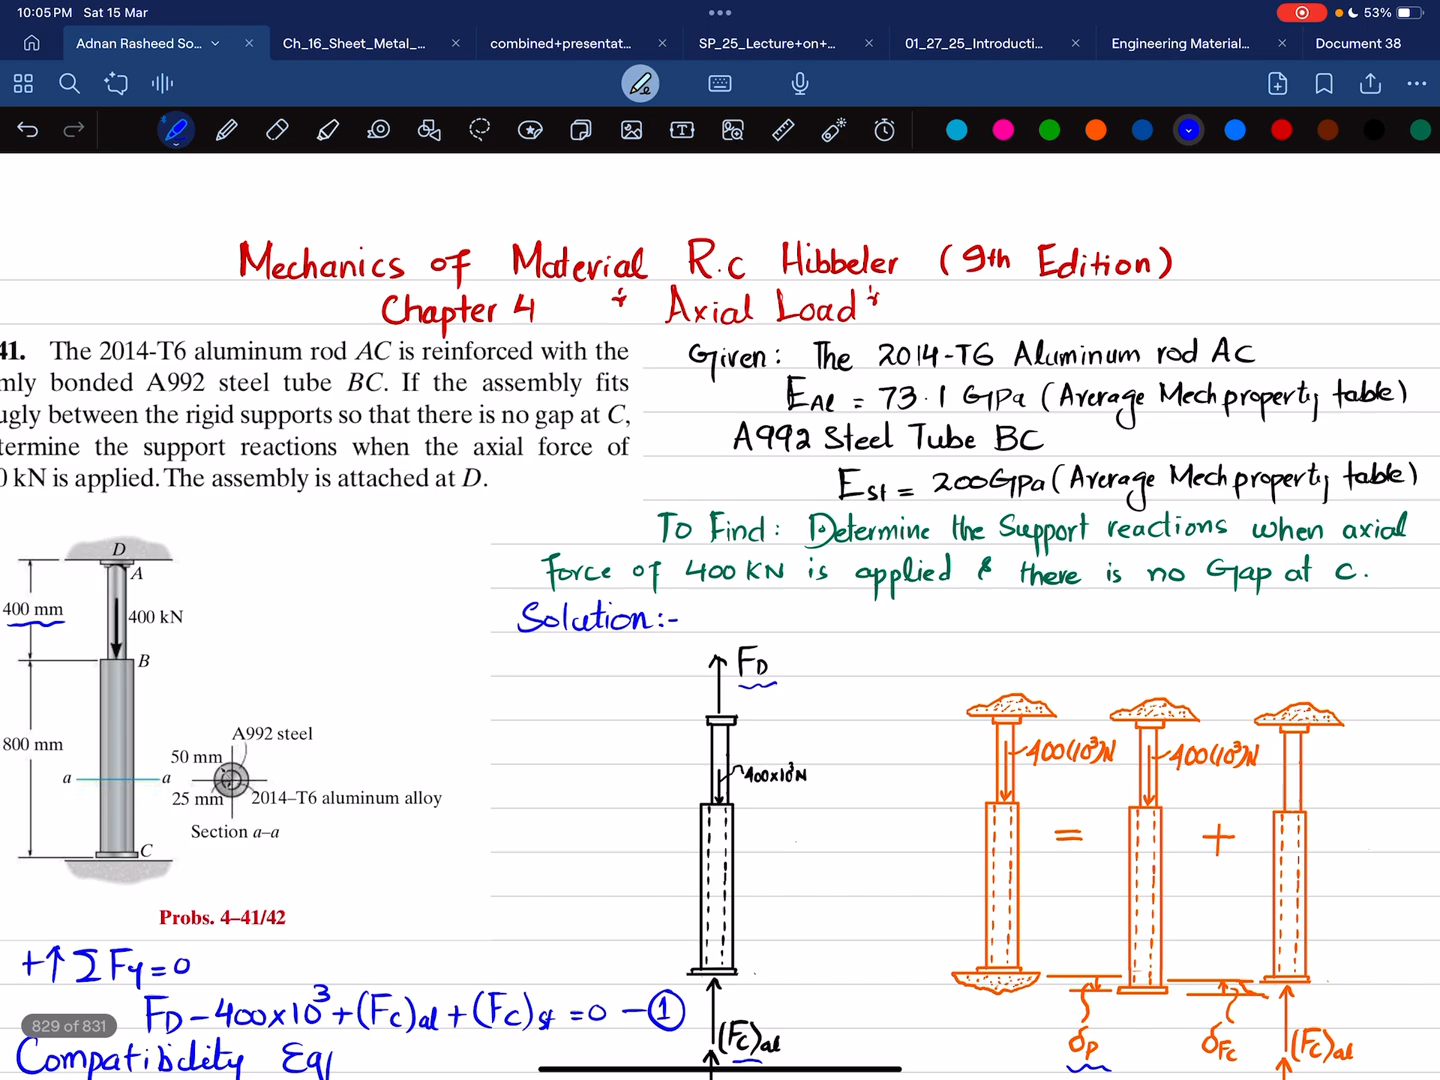 10:05 PM Sat 15 Mar
53%
Adnan Rasheed So...
Ch_16_Sheet_Metal_...
combined+presentat...
SP_25_Lecture+on+...
01_27_25_Introducti...
Engineering Material...
Document 38
Mechanics of Material R.C Hibbeler (9th Edition)
Chapter 4 * Axial Load *
41. The 2014-T6 aluminum rod AC is reinforced with the
mly bonded A992 steel tube BC. If the assembly fits
ugly between the rigid supports so that there is no gap at C,
termine the support reactions when the axial force of
0 kN is applied. The assembly is attached at D.
Given: The 2014-T6 Aluminum rod AC
EAl = 73.1 GPa (Average Mech property table)
A992 Steel Tube BC
Est = 200GPa (Average Mech property table)
To Find: Determine the Support reactions when axial
Force of 400 KN is applied & there is no Gap at C.
Solution:-
D
A
400 mm
400 kN
B
800 mm
a
a
C
A992 steel
50 mm
25 mm
2014–T6 aluminum alloy
Section a–a
Probs. 4–41/42
FD
400x10³N
(Fc)al
400(10³)N
400(10³)N
=
+
δP
δFc
(Fc)al
+↑ ΣFy = 0
FD - 400x10³ + (Fc)al + (Fc)st = 0 - ①
829 of 831
Compatibility Eq